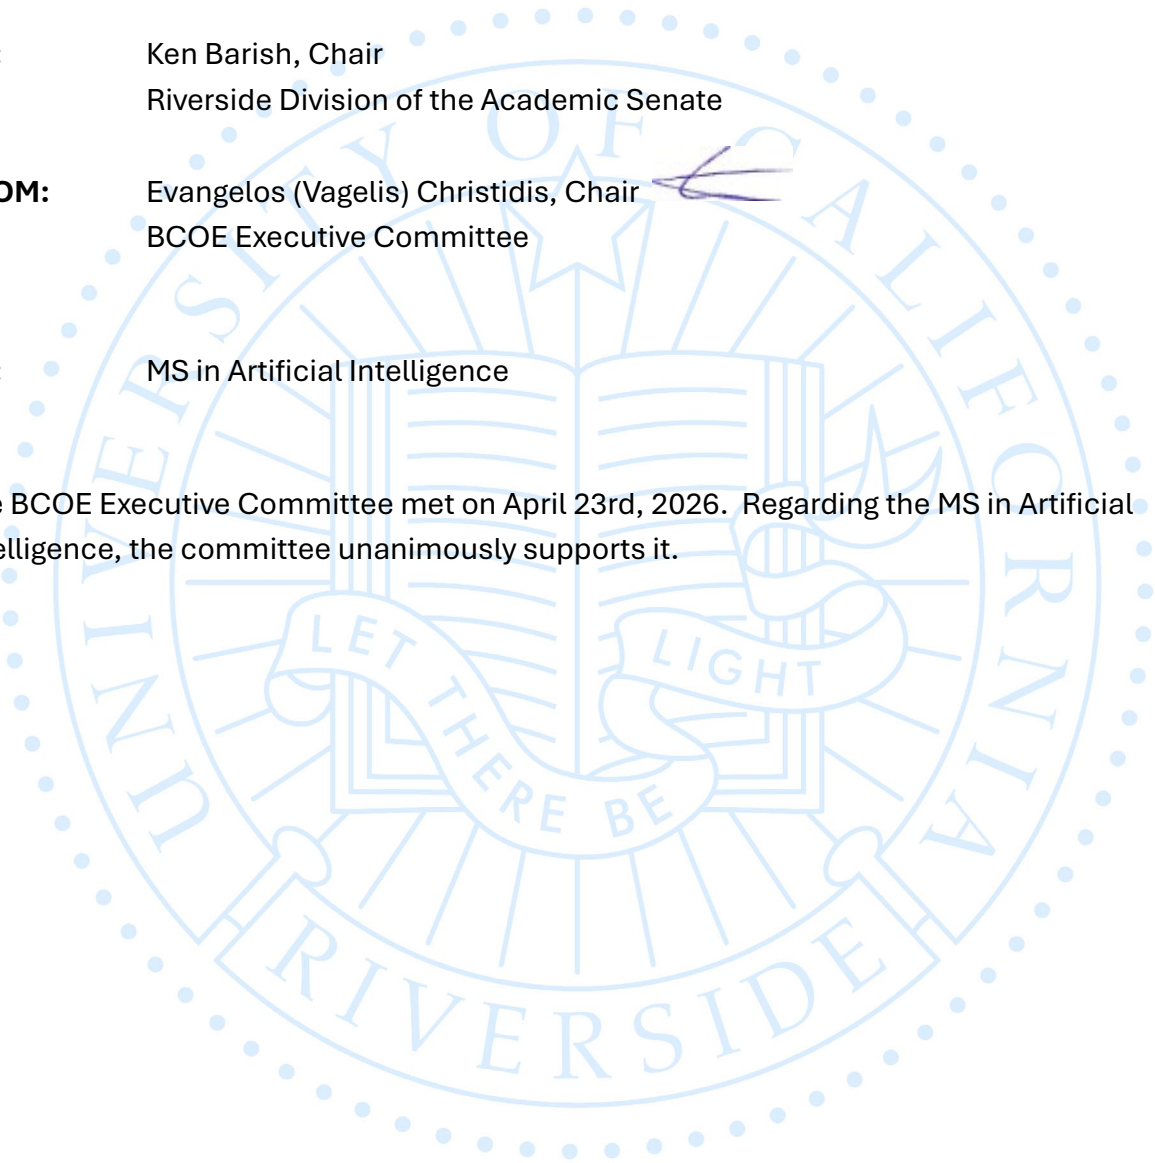 :
Ken Barish, Chair
Riverside Division of the Academic Senate
OM:
Evangelos (Vagelis) Christidis, Chair
BCOE Executive Committee
:
MS in Artificial Intelligence
e BCOE Executive Committee met on April 23rd, 2026.  Regarding the MS in Artificial
elligence, the committee unanimously supports it.
UNIVERSITY OF CALIFORNIA
LET THERE BE LIGHT
RIVERSIDE